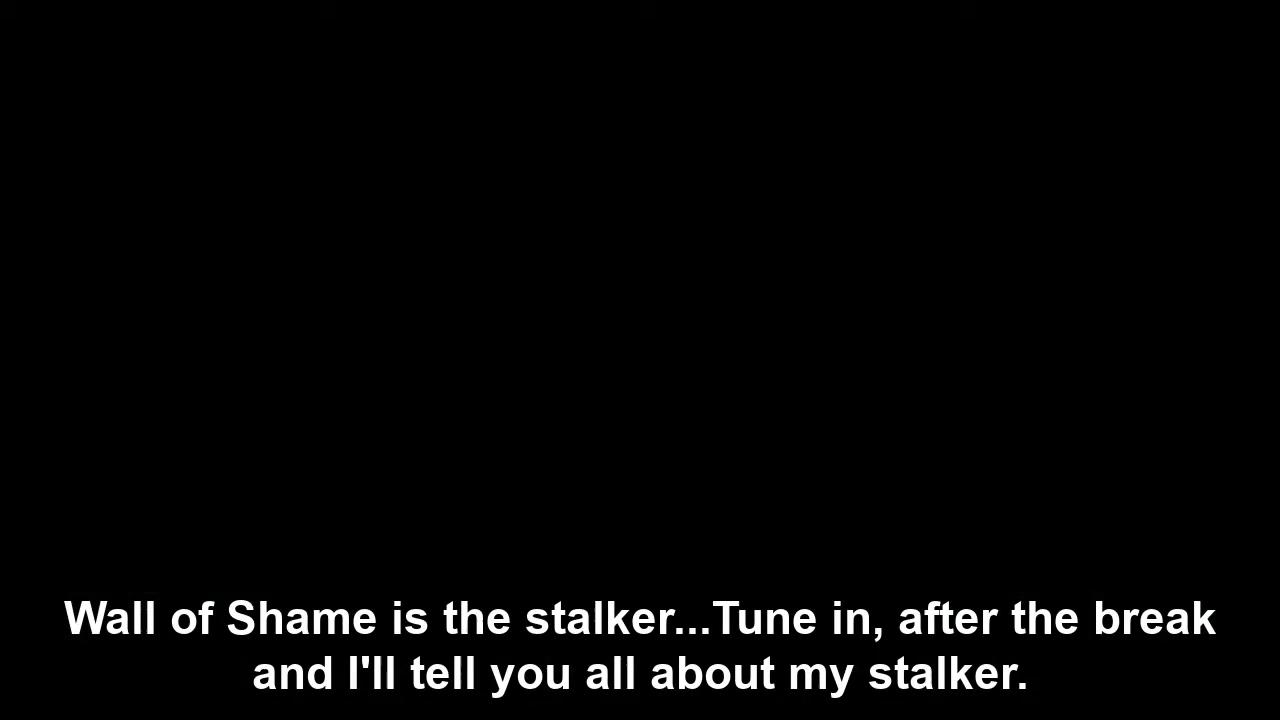 Wall of Shame is the stalker...Tune in, after the break
and I'll tell you all about my stalker.